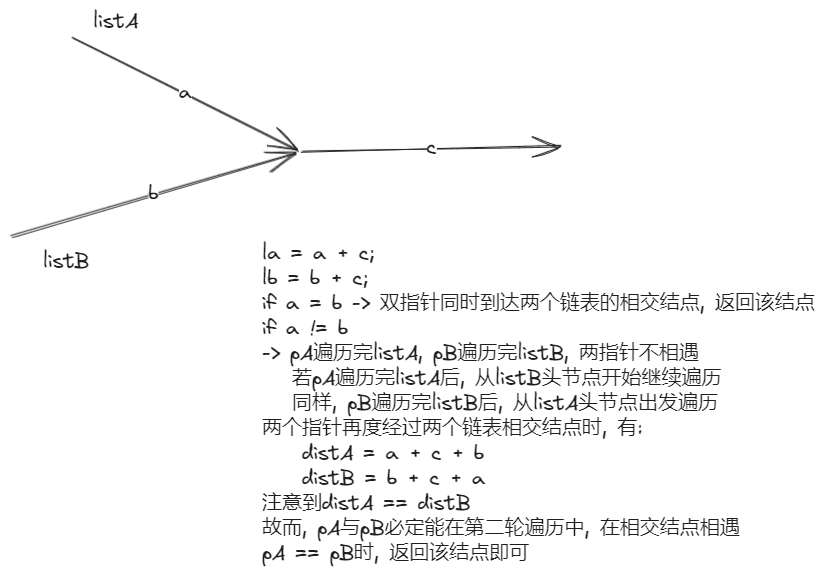 listA
a
c
b
listB
la = a + c;
lb = b + c;
if a = b -> 双指针同时到达两个链表的相交结点, 返回该结点
if a != b
-> pA遍历完listA, pB遍历完listB, 两指针不相遇
若pA遍历完listA后, 从listB头节点开始继续遍历
同样, pB遍历完listB后, 从listA头节点出发遍历
两个指针再度经过两个链表相交结点时, 有:
distA = a + c + b
distB = b + c + a
注意到distA == distB
故而, pA与pB必定能在第二轮遍历中, 在相交结点相遇
pA == pB时, 返回该结点即可